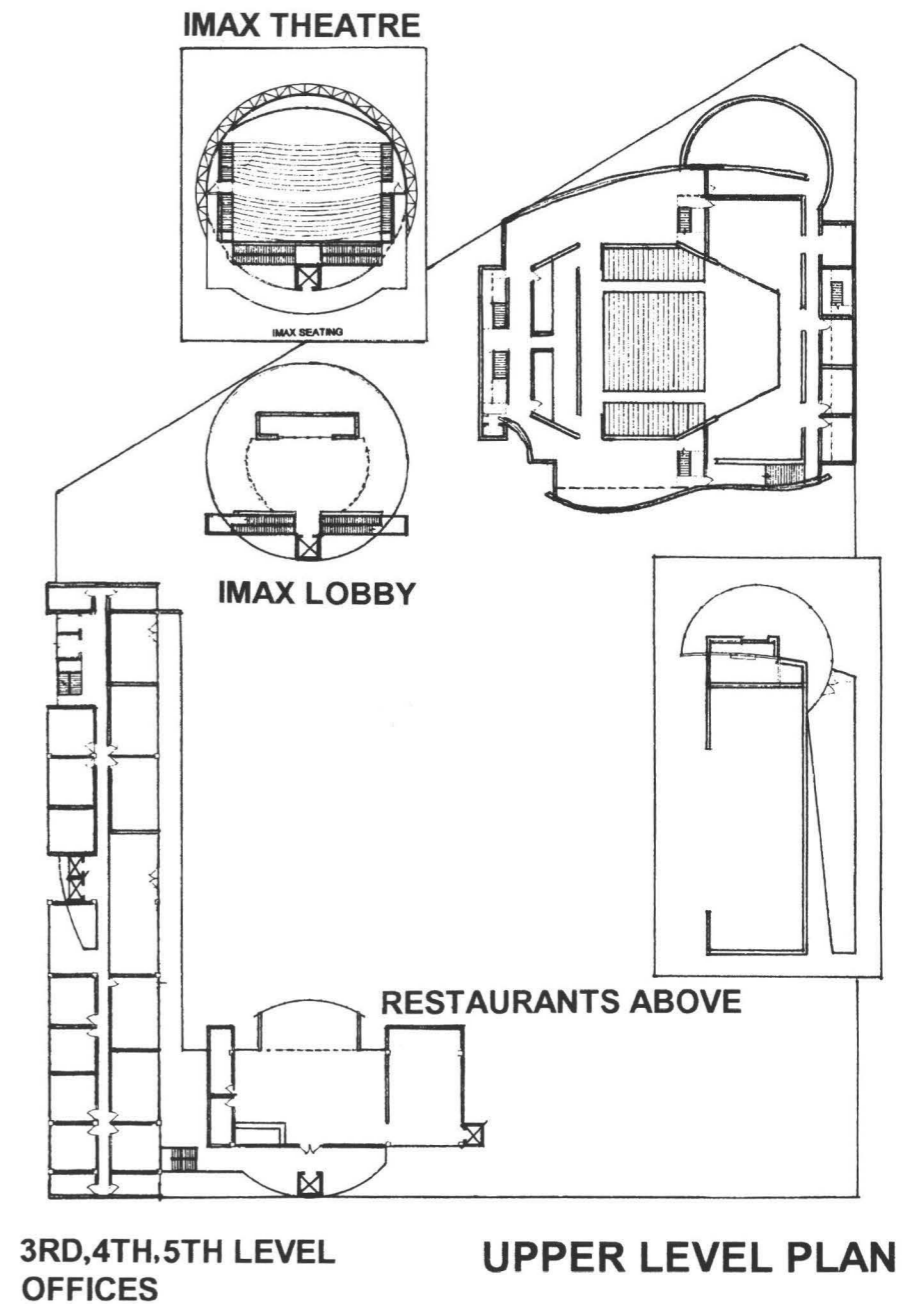 IMAX THEATRE
IMAX SEATING
IMAX LOBBY
RESTAURANTS ABOVE
3RD,4TH,5TH LEVEL
OFFICES
UPPER LEVEL PLAN